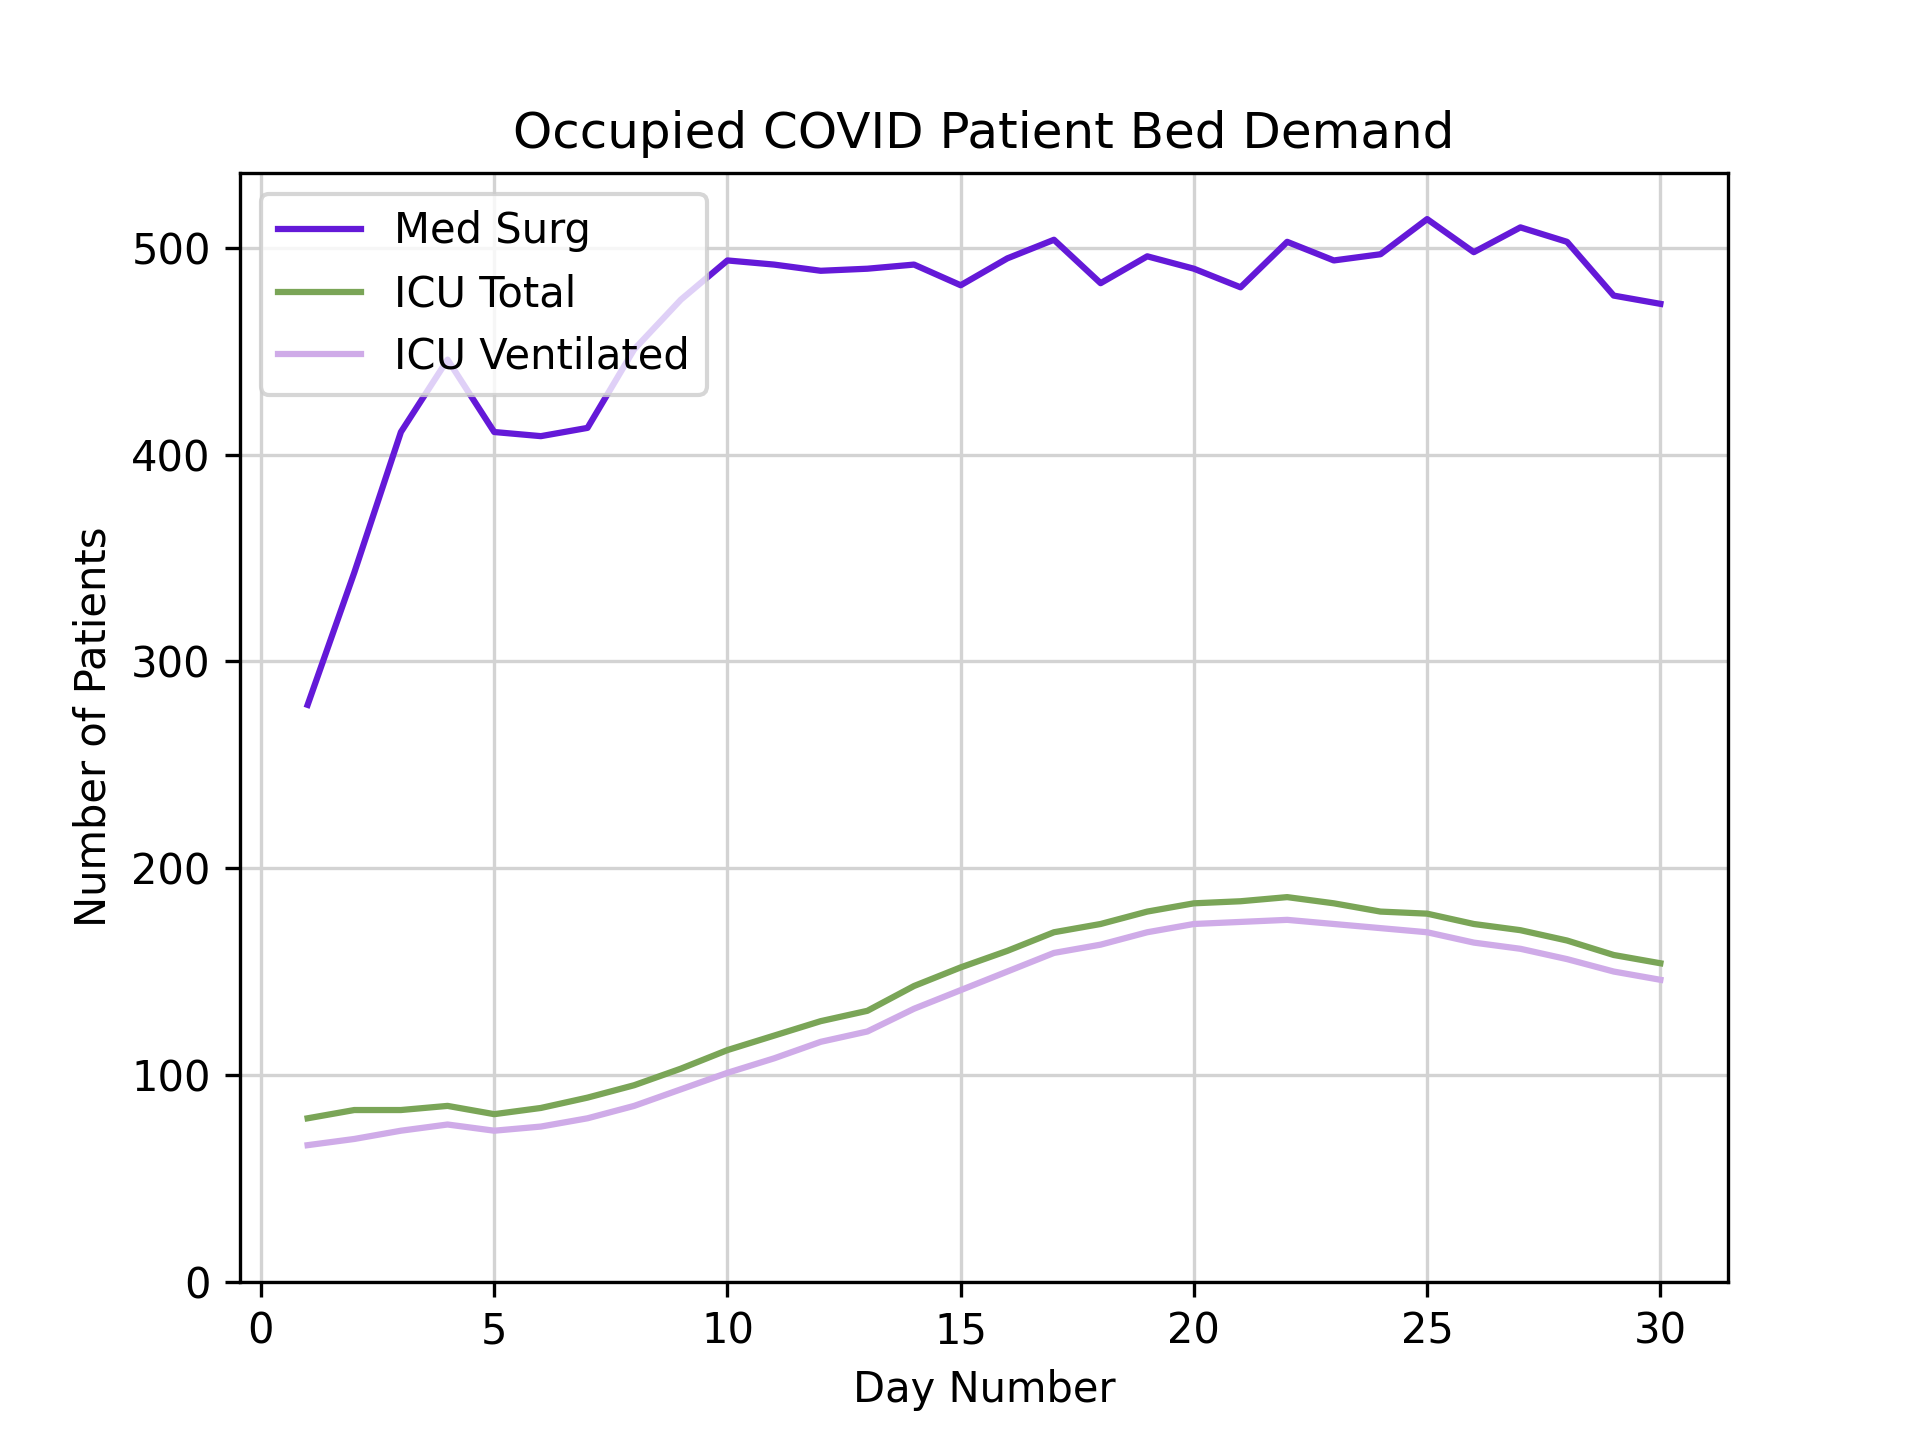 Occupied COVID Patient Bed Demand
Med Surg
ICU Total
ICU Ventilated
500
400
300
200
100
0
Number of Patients
0 5 10 15 20 25 30
Day Number